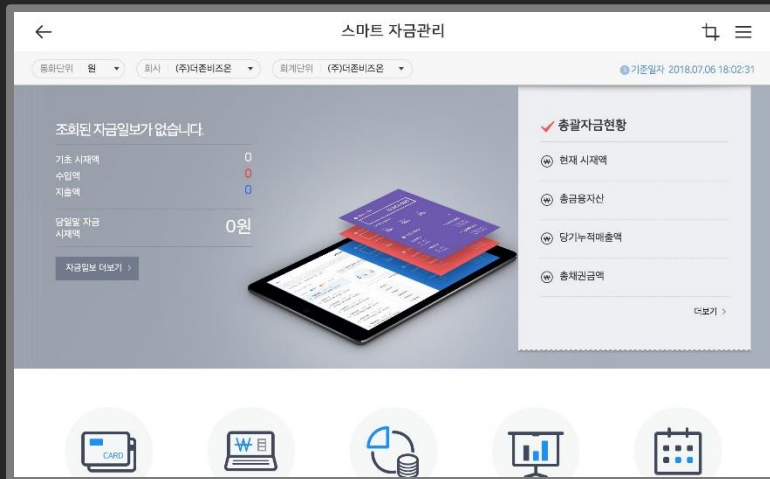 스마트 자금관리
통화단위 원 회사 (주)더존비즈온 회계단위 (주)더존비즈온 기준일자 2018.07.06 18:02:31
조회된 자금일보가 없습니다.
기초 시재액 0
수입액 0
지출액 0
당일말 자금
시재액 0원
자금일보 더보기 >
총괄자금현황
현재 시재액
총금융자산
당기누적매출액
총채권금액
더보기 >
CARD